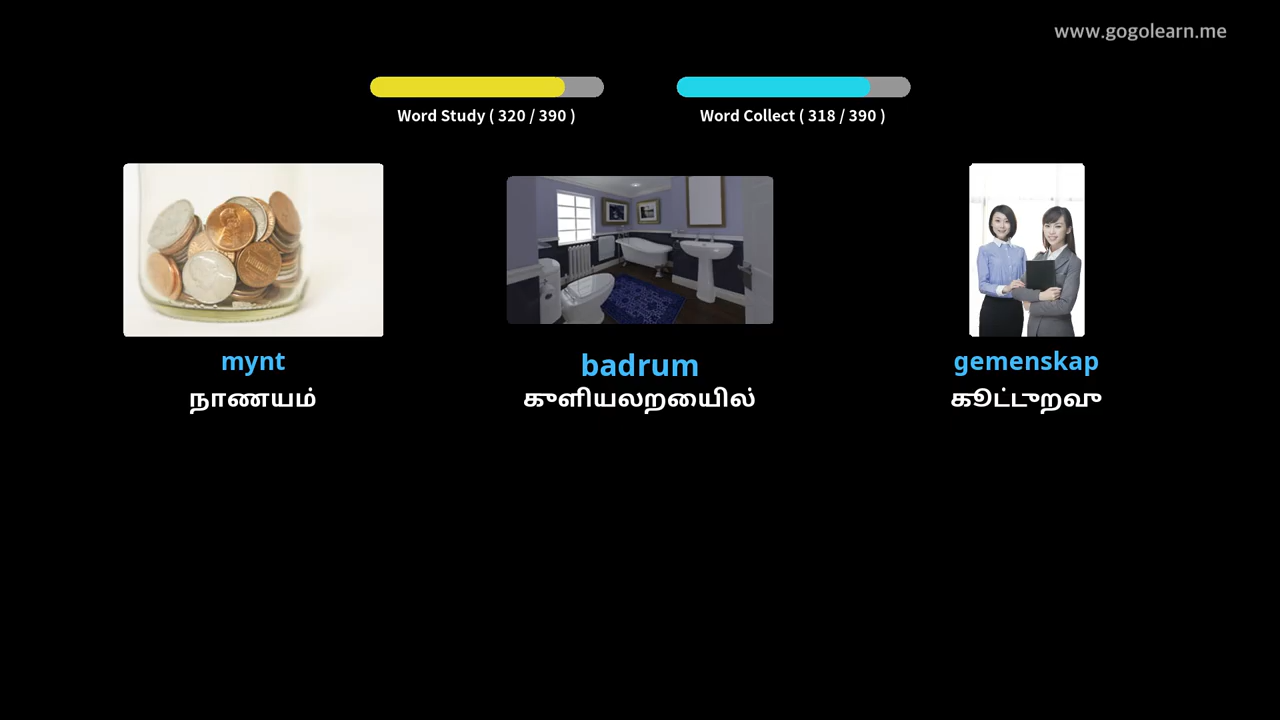 www.gogolearn.me
Word Study ( 320 / 390 )
Word Collect ( 318 / 390 )
mynt
badrum
gemenskap
நாணயம்
குளியலறையில்
கூட்டுறவு